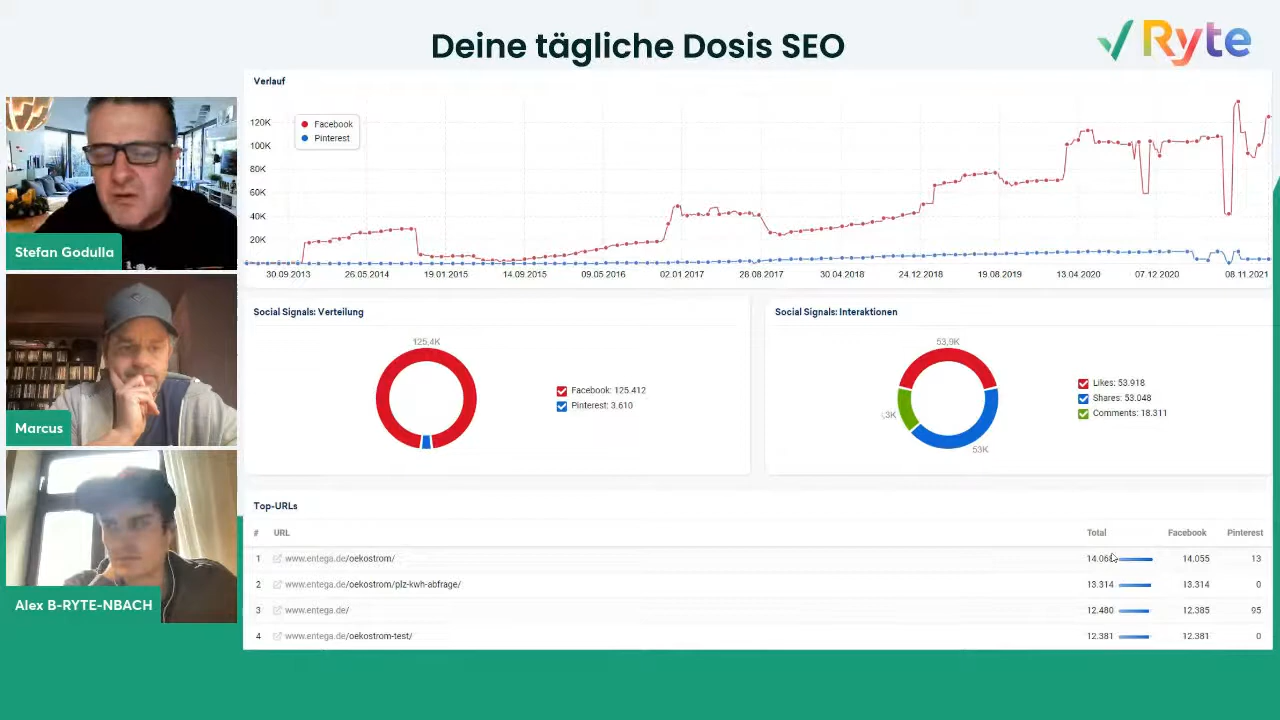 Deine tägliche Dosis SEO
Ryte
Stefan Godulla
Marcus
Alex B-RYTE-NBACH
Verlauf
Facebook
Pinterest
120K
100K
80K
60K
40K
20K
30.09.2013 26.05.2014 19.01.2015 14.09.2015 09.05.2016 02.01.2017 28.08.2017 30.04.2018 24.12.2018 19.08.2019 13.04.2020 07.12.2020 08.11.2021
Social Signals: Verteilung
125,4K
Facebook: 125.412
Pinterest: 3.610
Social Signals: Interaktionen
53,9K
,3K
53K
Likes: 53.918
Shares: 53.048
Comments: 18.311
Top-URLs
# URL Total Facebook Pinterest
1 www.entega.de/oekostrom/ 14.055 13
2 www.entega.de/oekostrom/plz-kwh-abfrage/ 13.314 13.314 0
3 www.entega.de/ 12.480 12.385 95
4 www.entega.de/oekostrom-test/ 12.381 12.381 0